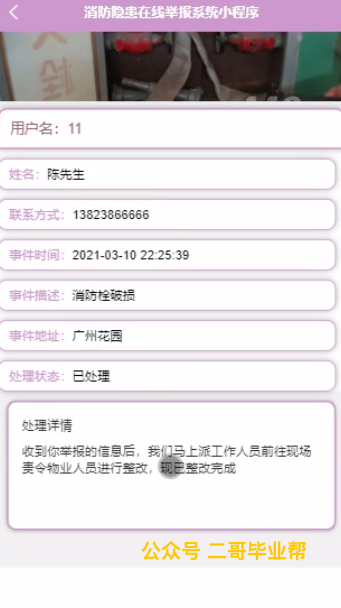 消防隐患在线举报系统小程序
用户名：11
姓名：陈先生
联系方式：13823866666
事件时间：2021-03-10 22:25:39
事件描述：消防栓破损
事件地址：广州花园
处理状态：已处理
处理详情
收到你举报的信息后，我们马上派工作人员前往现场
责令物业人员进行整改，现已整改完成
公众号 二哥毕业帮